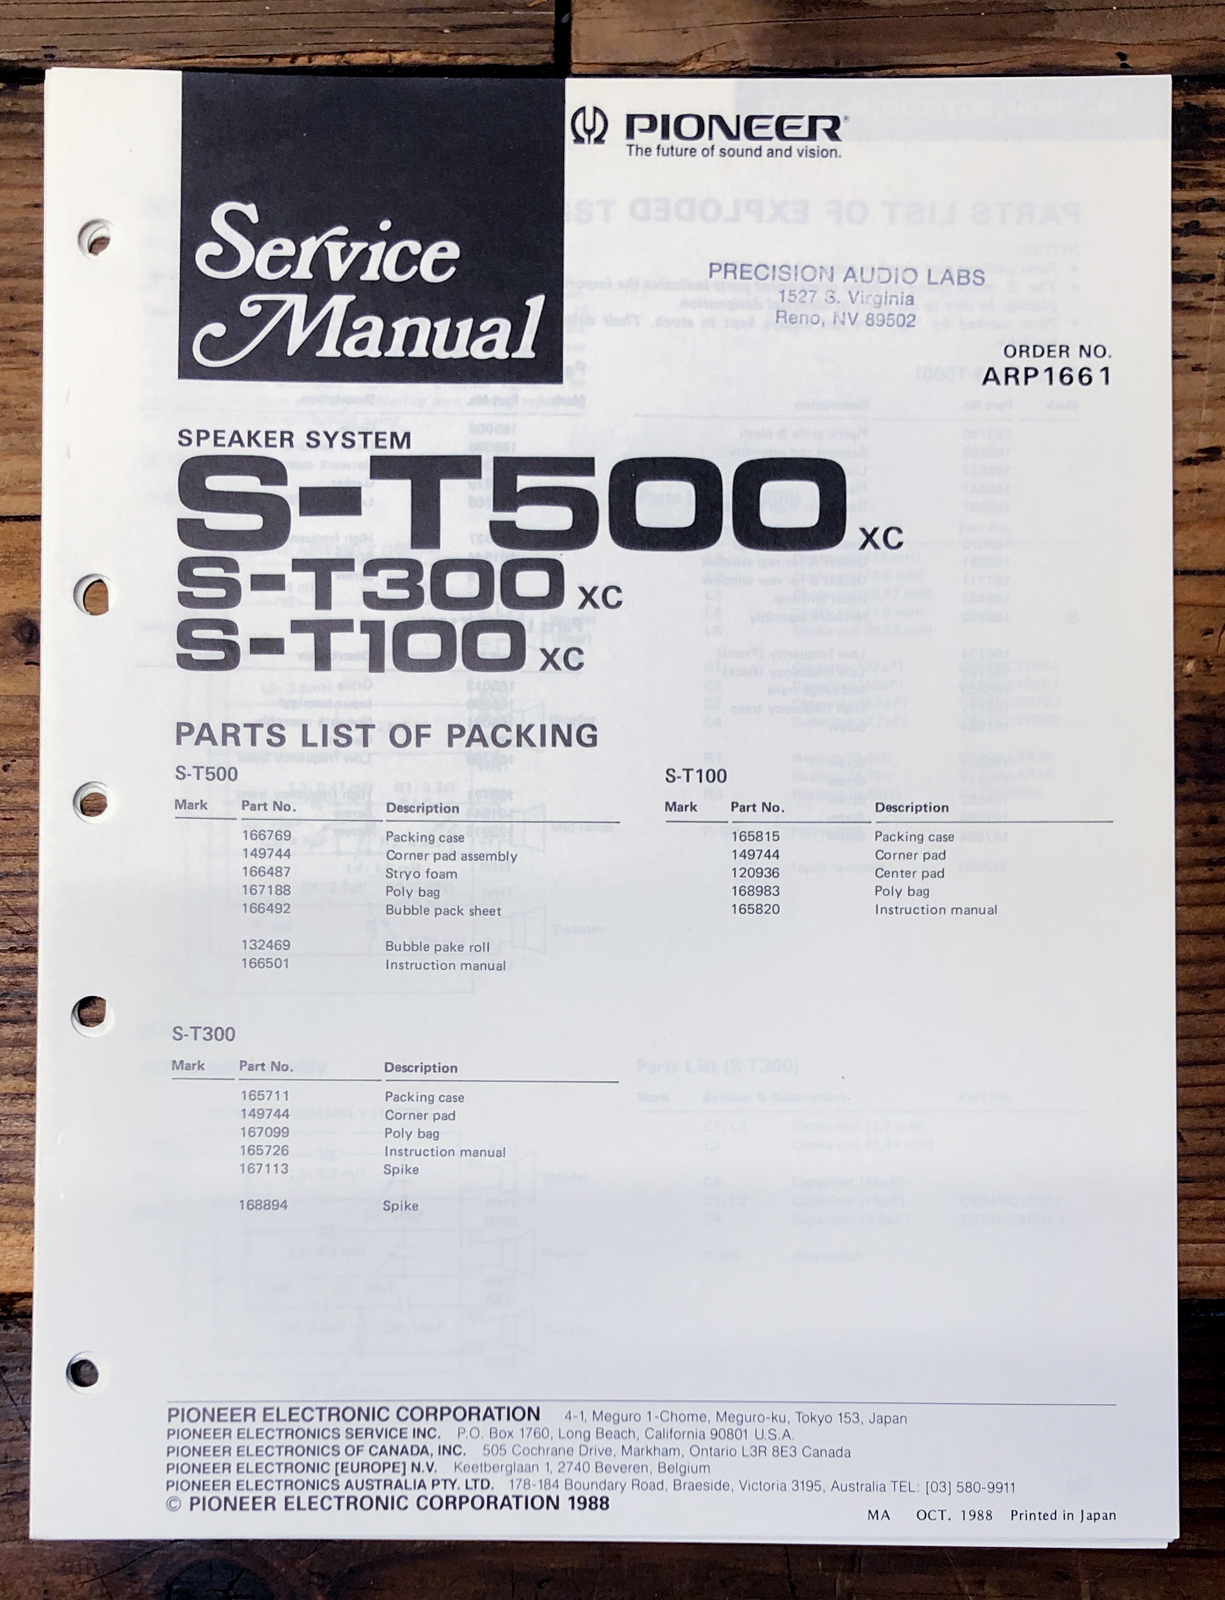 PIONEER®
The future of sound and vision.
Service
Manual
PRECISION AUDIO LABS
1527 S. Virginia
Reno, NV 89502
ORDER NO.
ARP1661
SPEAKER SYSTEM
S-T500 XC
S-T300 XC
S-T100 XC
PARTS LIST OF PACKING
S-T500
Mark Part No. Description
166769 Packing case
149744 Corner pad assembly
166487 Stryo foam
167188 Poly bag
166492 Bubble pack sheet
132469 Bubble pake roll
166501 Instruction manual
S-T100
Mark Part No. Description
165815 Packing case
149744 Corner pad
120936 Center pad
168983 Poly bag
165820 Instruction manual
S-T300
Mark Part No. Description
165711 Packing case
149744 Corner pad
167099 Poly bag
165726 Instruction manual
167113 Spike
168894 Spike
PIONEER ELECTRONIC CORPORATION 4-1, Meguro 1-Chome, Meguro-ku, Tokyo 153, Japan
PIONEER ELECTRONICS SERVICE INC. P.O. Box 1760, Long Beach, California 90801 U.S.A.
PIONEER ELECTRONICS OF CANADA, INC. 505 Cochrane Drive, Markham, Ontario L3R 8E3 Canada
PIONEER ELECTRONIC [EUROPE] N.V. Keetberglaan 1, 2740 Beveren, Belgium
PIONEER ELECTRONICS AUSTRALIA PTY. LTD. 178-184 Boundary Road, Braeside, Victoria 3195, Australia TEL: [03] 580-9911
© PIONEER ELECTRONIC CORPORATION 1988
MA OCT. 1988 Printed in Japan